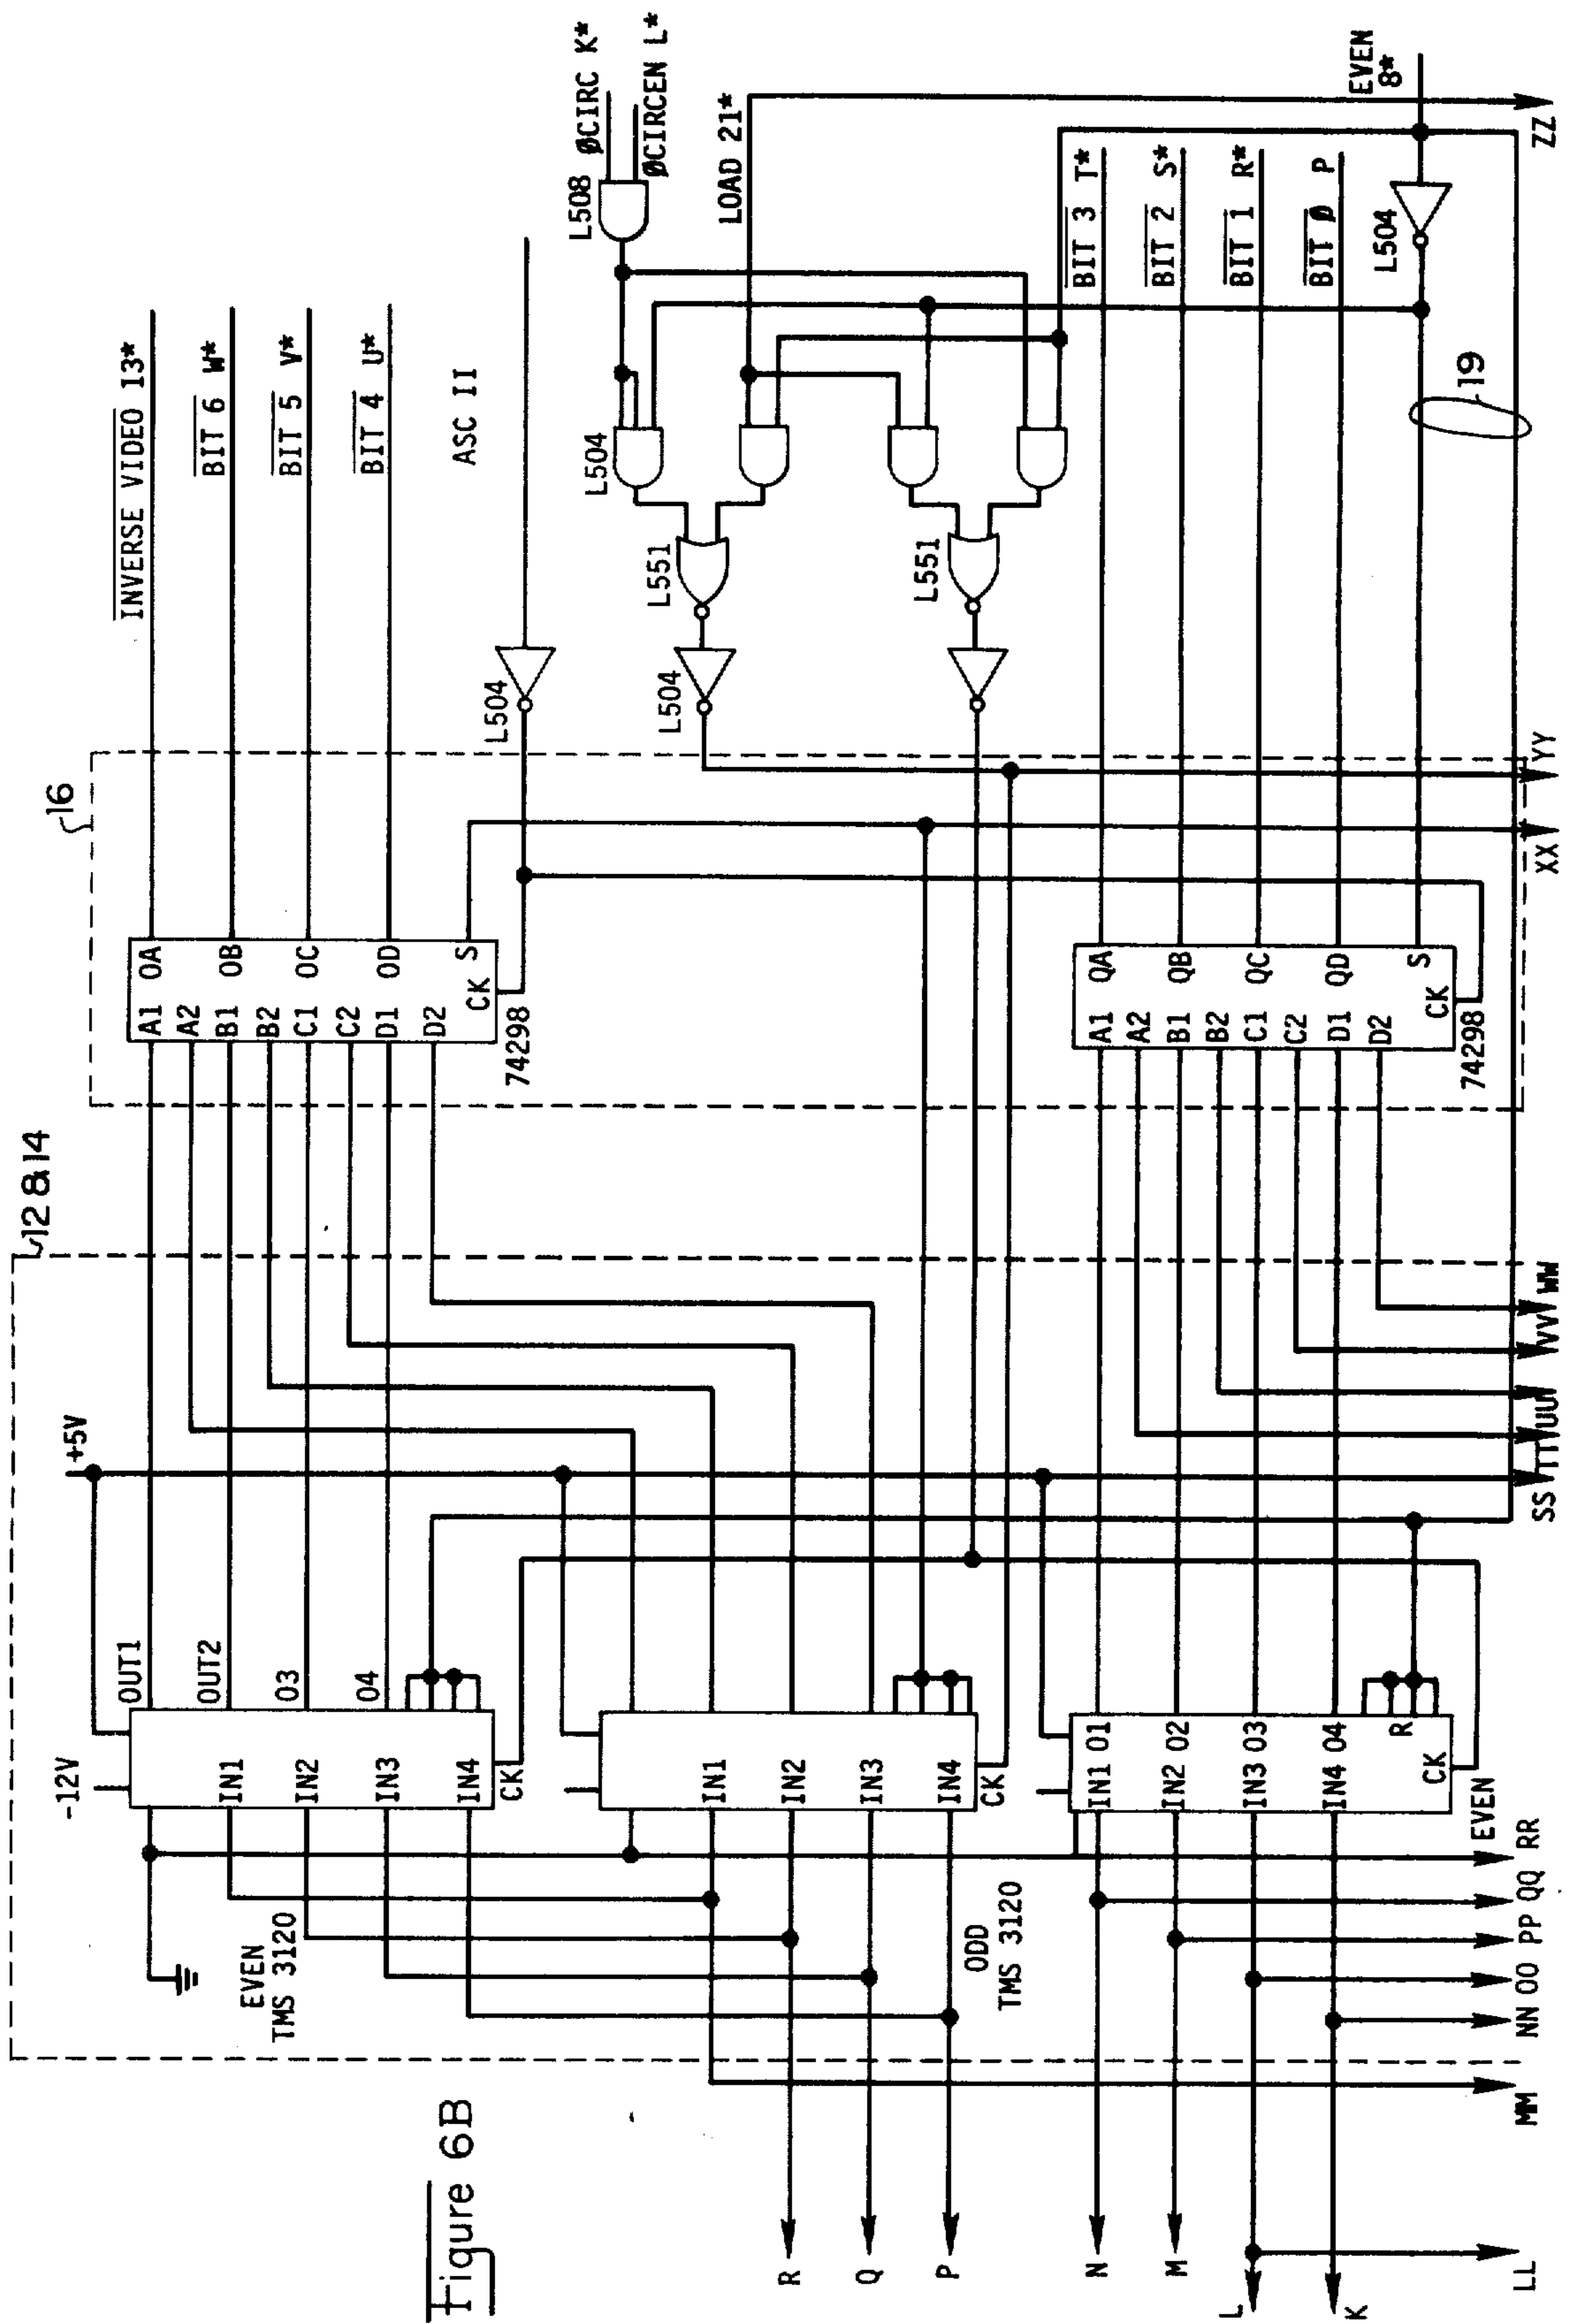 12 & 14
16
+5V
-12V
OUT1
OUT2
O3
O4
IN1
IN2
IN3
IN4
CK
EVEN
TMS 3120
A1 OA
A2
B1 OB
B2
C1 OC
C2
D1 OD
D2 S
CK
74298
INVERSE VIDEO 13*
BIT 6 W*
BIT 5 V*
BIT 4 U*
ASC II
L504
L508
ØCIRC K*
ØCIRCEN L*
LOAD 21*
L504
L551
L504
L551
IN1
IN2
IN3
IN4
CK
ODD
TMS 3120
R
Q
P
IN1 O1
IN2 O2
IN3 O3
IN4 O4
R
CK
EVEN
A1 QA
A2
B1 QB
B2
C1 QC
C2
D1 QD
D2 S
CK
74298
BIT 3 T*
BIT 2 S*
BIT 1 R*
BIT Ø P
L504
EVEN
8*
19
N
M
L
K
LL
MM
NN OO PP QQ RR
SS TT UU VV WW
XX YY
ZZ
Figure 6B